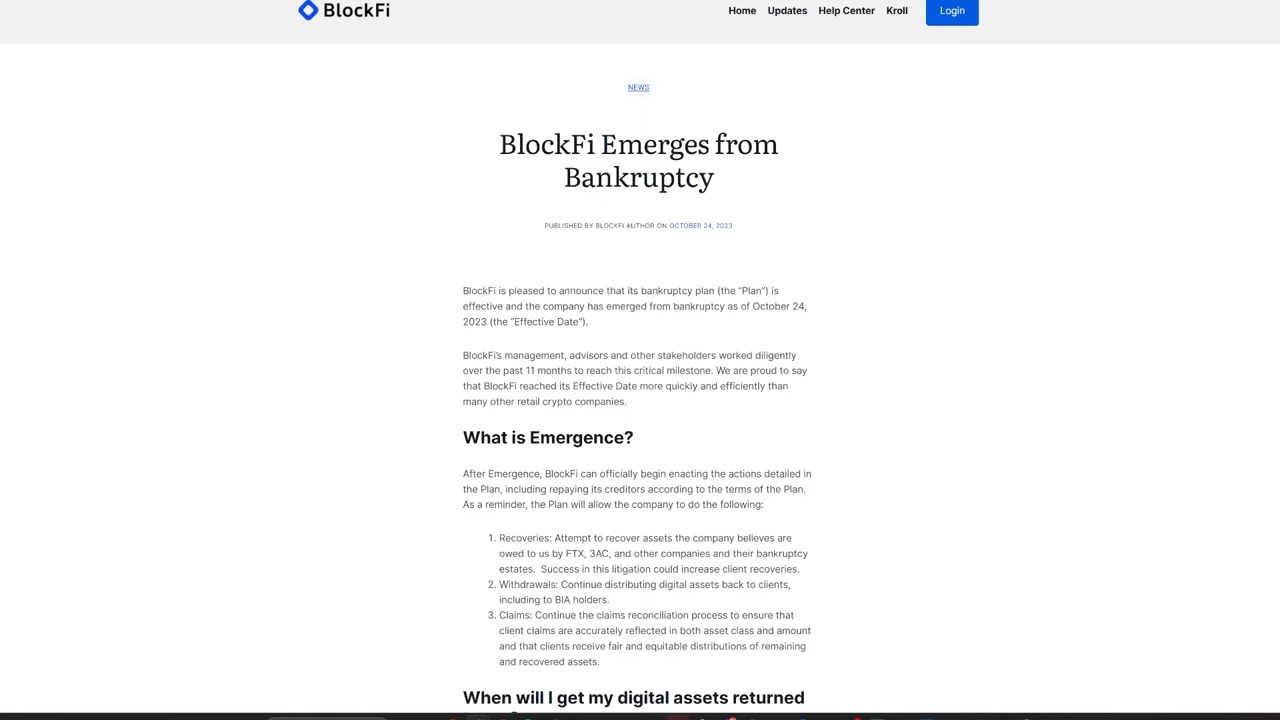 BlockFi
Home Updates Help Center Kroll Login
NEWS
BlockFi Emerges from
Bankruptcy
PUBLISHED BY BLOCKFI AUTHOR ON OCTOBER 24, 2023
BlockFi is pleased to announce that its bankruptcy plan (the “Plan”) is
effective and the company has emerged from bankruptcy as of October 24,
2023 (the “Effective Date”).
BlockFi’s management, advisors and other stakeholders worked diligently
over the past 11 months to reach this critical milestone. We are proud to say
that BlockFi reached its Effective Date more quickly and efficiently than
many other retail crypto companies.
What is Emergence?
After Emergence, BlockFi can officially begin enacting the actions detailed in
the Plan, including repaying its creditors according to the terms of the Plan.
As a reminder, the Plan will allow the company to do the following:
1. Recoveries: Attempt to recover assets the company believes are
owed to us by FTX, 3AC, and other companies and their bankruptcy
estates. Success in this litigation could increase client recoveries.
2. Withdrawals: Continue distributing digital assets back to clients,
including to BIA holders.
3. Claims: Continue the claims reconciliation process to ensure that
client claims are accurately reflected in both asset class and amount
and that clients receive fair and equitable distributions of remaining
and recovered assets.
When will I get my digital assets returned